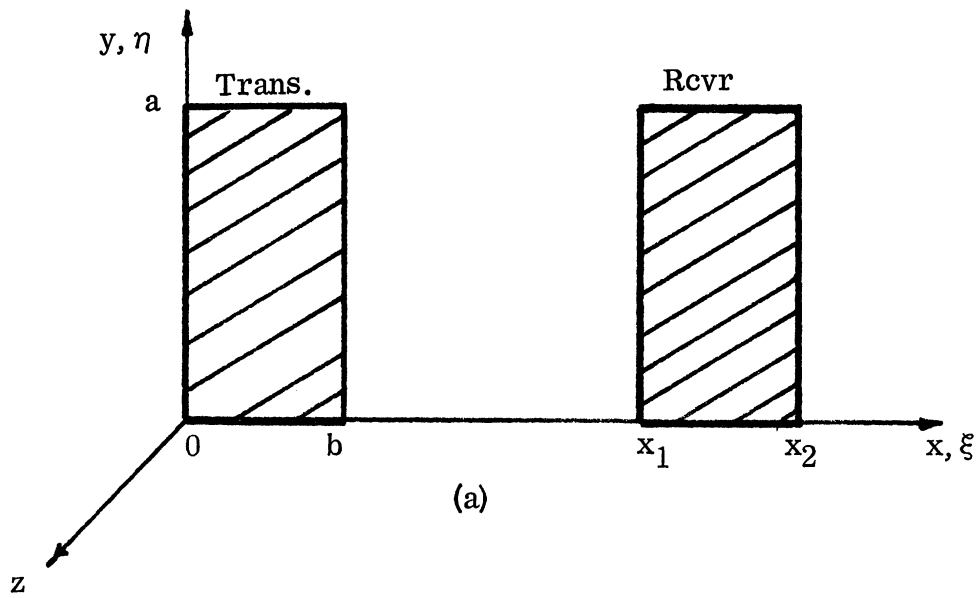 y, η
Trans.
Rcvr
a
0
b
x₁
x₂
x, ξ
(a)
z